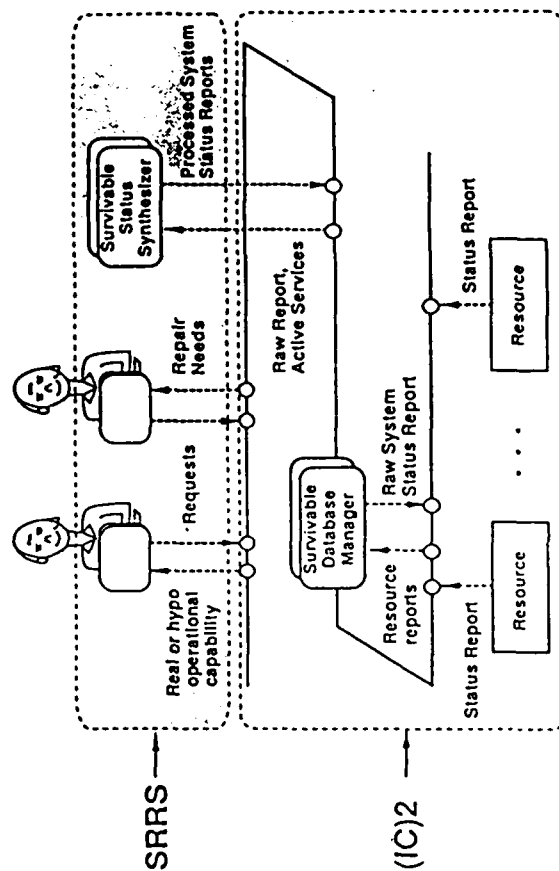 SRRS
Real or hypo
operational
capability
Requests
Repair
Needs
Survivable
Status
Synthesizer
Processed System
Status Reports
(IC)2
Raw Report,
Active Services
Survivable
Database
Manager
Resource
reports
Raw System
Status Report
Status Report
Status Report
Resource
. . .
Resource